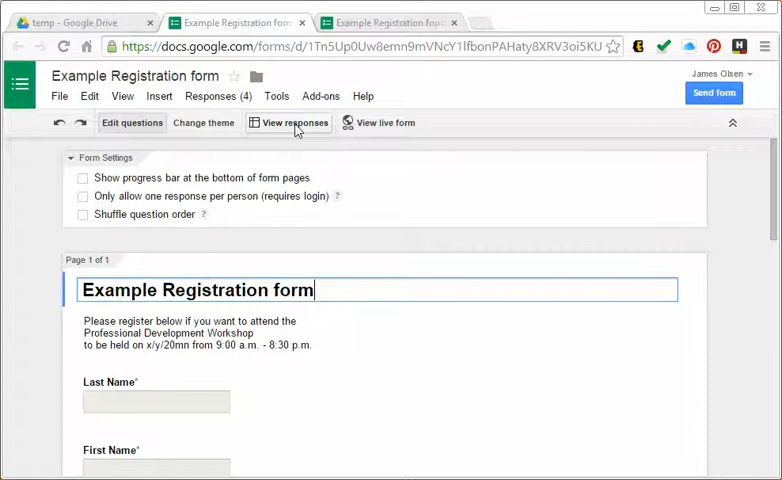 temp - Google Drive
Example Registration form
https://docs.google.com/forms/d/1Tn5Up0Uw8emn9mVNcY1lfbonPAHaty8XRV3oi5KU
Example Registration form
James Olsen
File Edit View Insert Responses (4) Tools Add-ons Help
Send form
Edit questions Change theme View responses View live form
Form Settings
Show progress bar at the bottom of form pages
Only allow one response per person (requires login) ?
Shuffle question order ?
Page 1 of 1
Example Registration form
Please register below if you want to attend the
Professional Development Workshop
to be held on x/y/20mn from 9:00 a.m. - 8:30 p.m.
Last Name*
First Name*